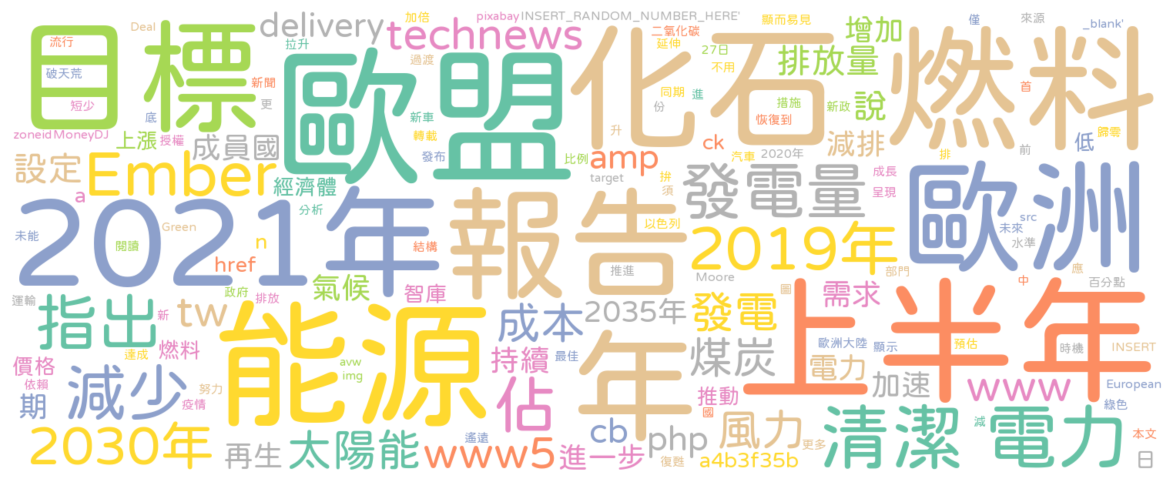 目標
歐盟
化石
燃料
2021年
報告
歐洲
上半年
能源
年
清潔
電力
delivery
technews
INSERT_RANDOM_NUMBER_HERE'
pixabay
加倍
拉升
過渡
Deal
流行
破天荒
短少
新聞
更
底
zoneid
MoneyDJ
上漲
授權
成員國
新車
轉載
發布
比例
設定
Ember
經濟體
a
分析
二氧化碳
延伸
27日
不用
同期
份
進
升
amp
ck
target
拚
須
以色列
顯而易見
排放量
增加
措施
新政
恢復到
說
汽車
2020年
減排
僅
來源
_blank'
首
低
歸零
前
排
成長
呈現
發電量
2019年
未來
src
水準
應
百分點
中
部門
Moore
推進
圖
未能
閱讀
Green
n
href
結構
運輸
指出
新
政府
排放
tw
氣候
智庫
成本
2035年
發電
需求
達成
燃料
avw
img
價格
依賴
期
減少
努力
疫情
持續
最佳
佔
煤炭
推動
國
歐洲大陸
顯示
電力
加速
預估
時機
INSERT
www
European
綠色
2030年
再生
太陽能
遙遠
www5
進一步
cb
php
復甦
a4b3f35b
風力
更多
減
本文
日